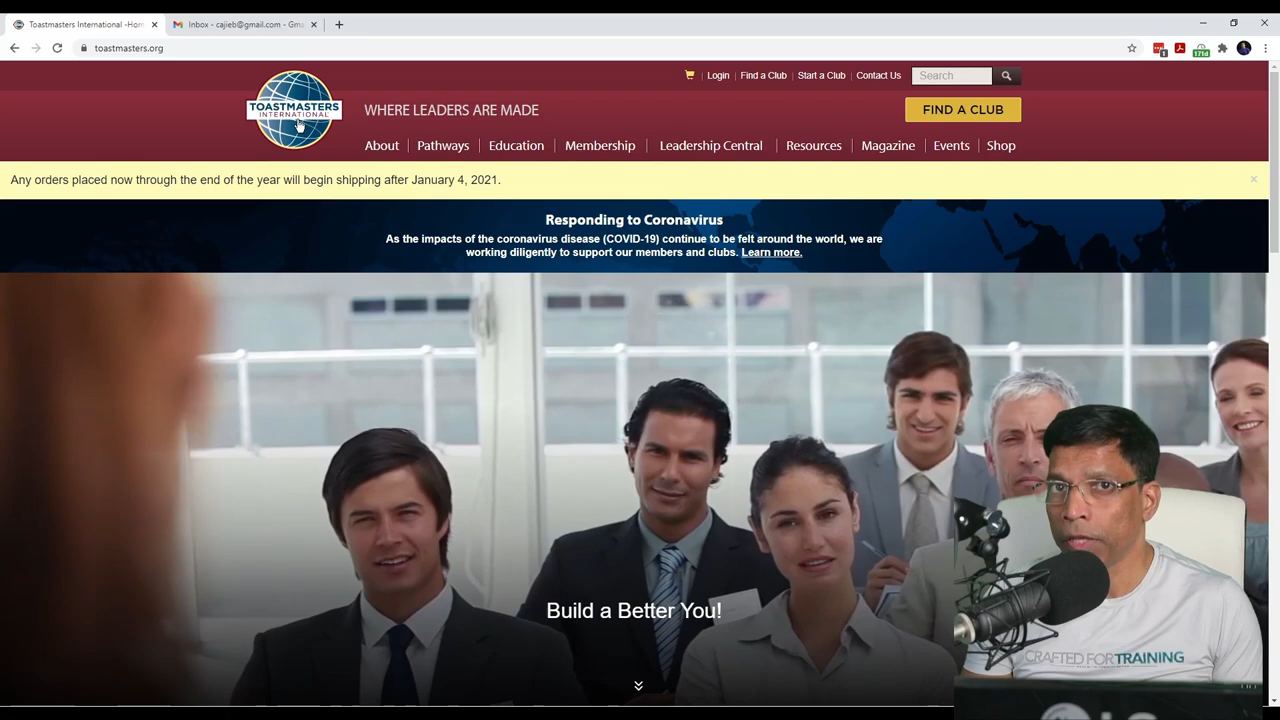 Toastmasters International -Hom
Inbox - cajieb@gmail.com - Gma
toastmasters.org
1
171d
Login
Find a Club
Start a Club
Contact Us
Search
TOASTMASTERS
INTERNATIONAL
WHERE LEADERS ARE MADE
FIND A CLUB
About
Pathways
Education
Membership
Leadership Central
Resources
Magazine
Events
Shop
Any orders placed now through the end of the year will begin shipping after January 4, 2021.
Responding to Coronavirus
As the impacts of the coronavirus disease (COVID-19) continue to be felt around the world, we are
working diligently to support our members and clubs. Learn more.
Build a Better You!
CRAFTED FOR TRAINING